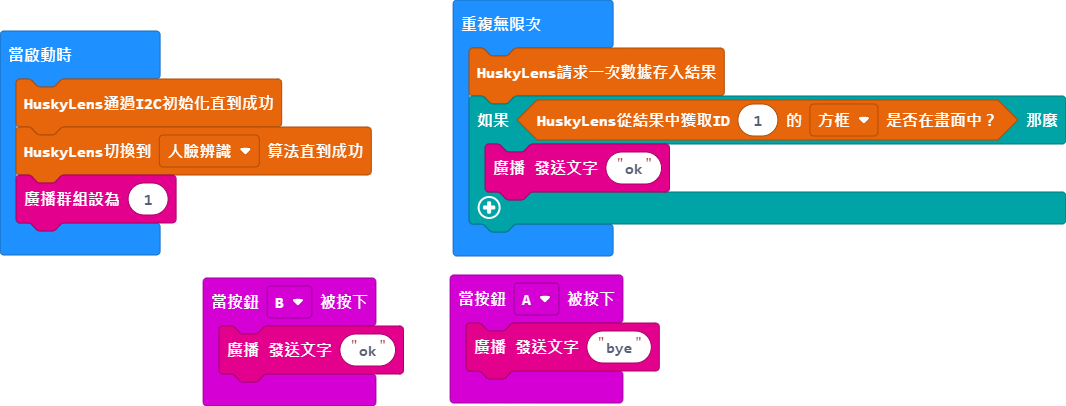 當啟動時
HuskyLens通過I2C初始化直到成功
HuskyLens切換到 人臉辨識 算法直到成功
廣播群組設為 1
重複無限次
HuskyLens請求一次數據存入結果
如果 HuskyLens從結果中獲取ID 1 的 方框 是否在畫面中？ 那麼
廣播 發送文字 "ok"
當按鈕 B 被按下
廣播 發送文字 "ok"
當按鈕 A 被按下
廣播 發送文字 "bye"